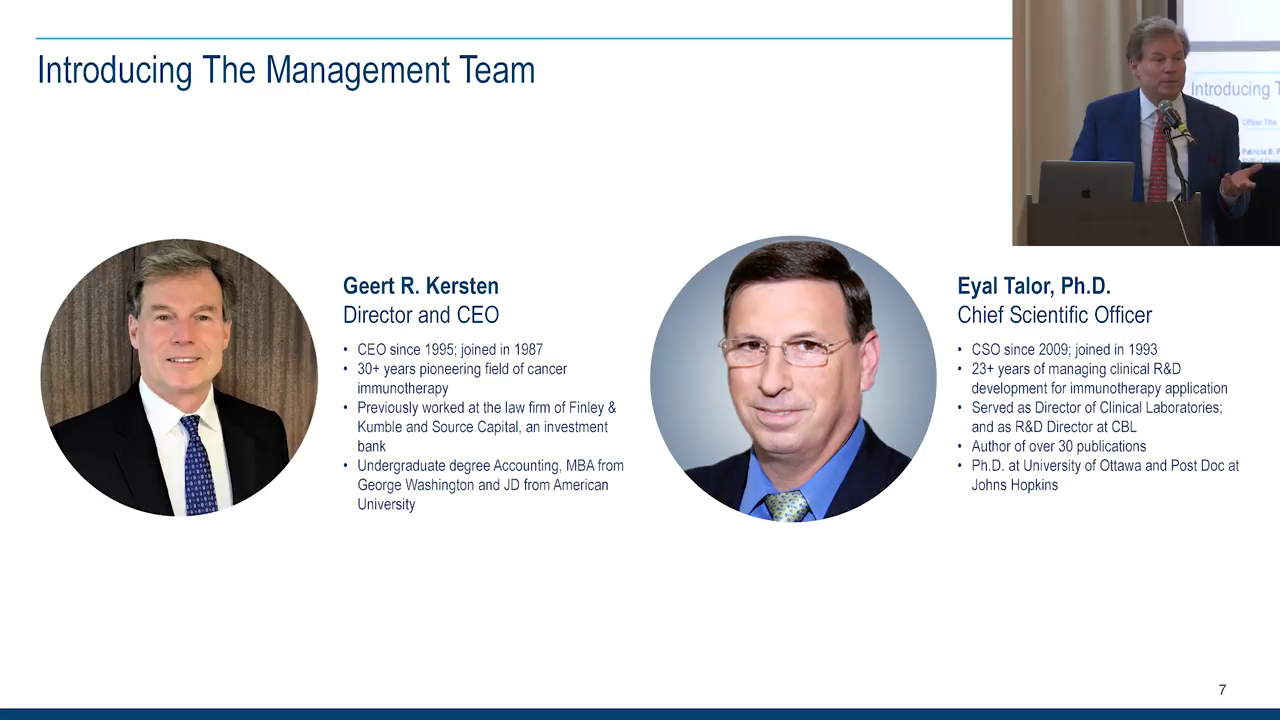 Introducing The Management Team
Introducing T
Officer Title
Patricia B. P
Geert R. Kersten
Director and CEO
• CEO since 1995; joined in 1987
• 30+ years pioneering field of cancer
immunotherapy
• Previously worked at the law firm of Finley &
Kumble and Source Capital, an investment
bank
• Undergraduate degree Accounting, MBA from
George Washington and JD from American
University
Eyal Talor, Ph.D.
Chief Scientific Officer
• CSO since 2009; joined in 1993
• 23+ years of managing clinical R&D
development for immunotherapy application
• Served as Director of Clinical Laboratories;
and as R&D Director at CBL
• Author of over 30 publications
• Ph.D. at University of Ottawa and Post Doc at
Johns Hopkins
7